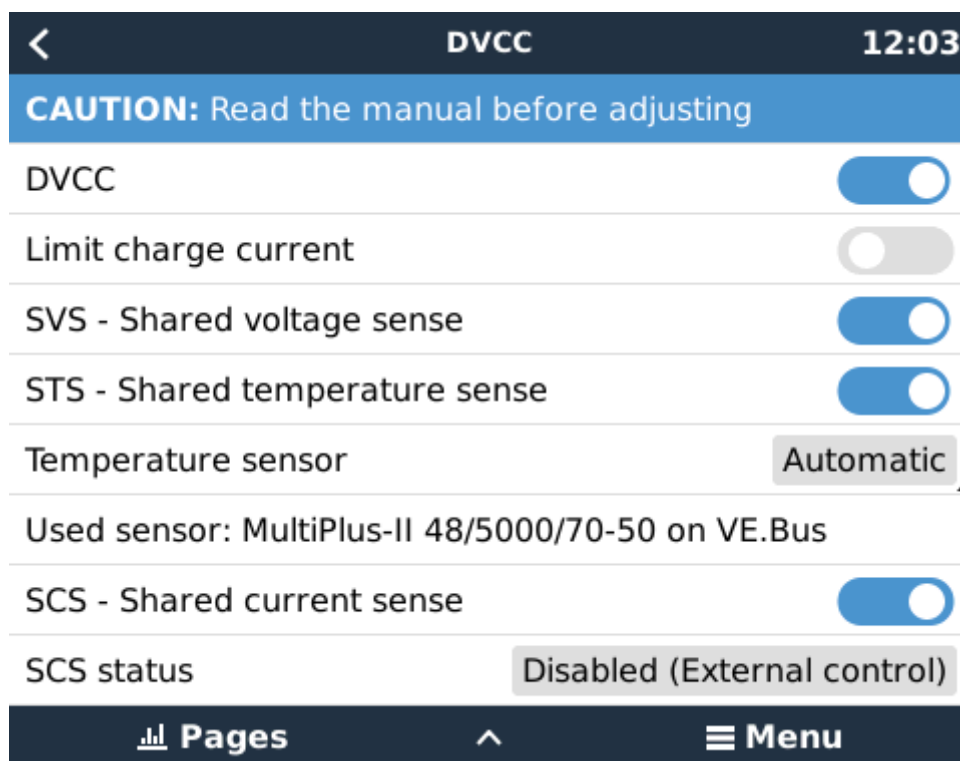 DVCC 12:03
CAUTION: Read the manual before adjusting
DVCC
Limit charge current
SVS - Shared voltage sense
STS - Shared temperature sense
Temperature sensor Automatic
Used sensor: MultiPlus-II 48/5000/70-50 on VE.Bus
SCS - Shared current sense
SCS status Disabled (External control)
Pages Menu